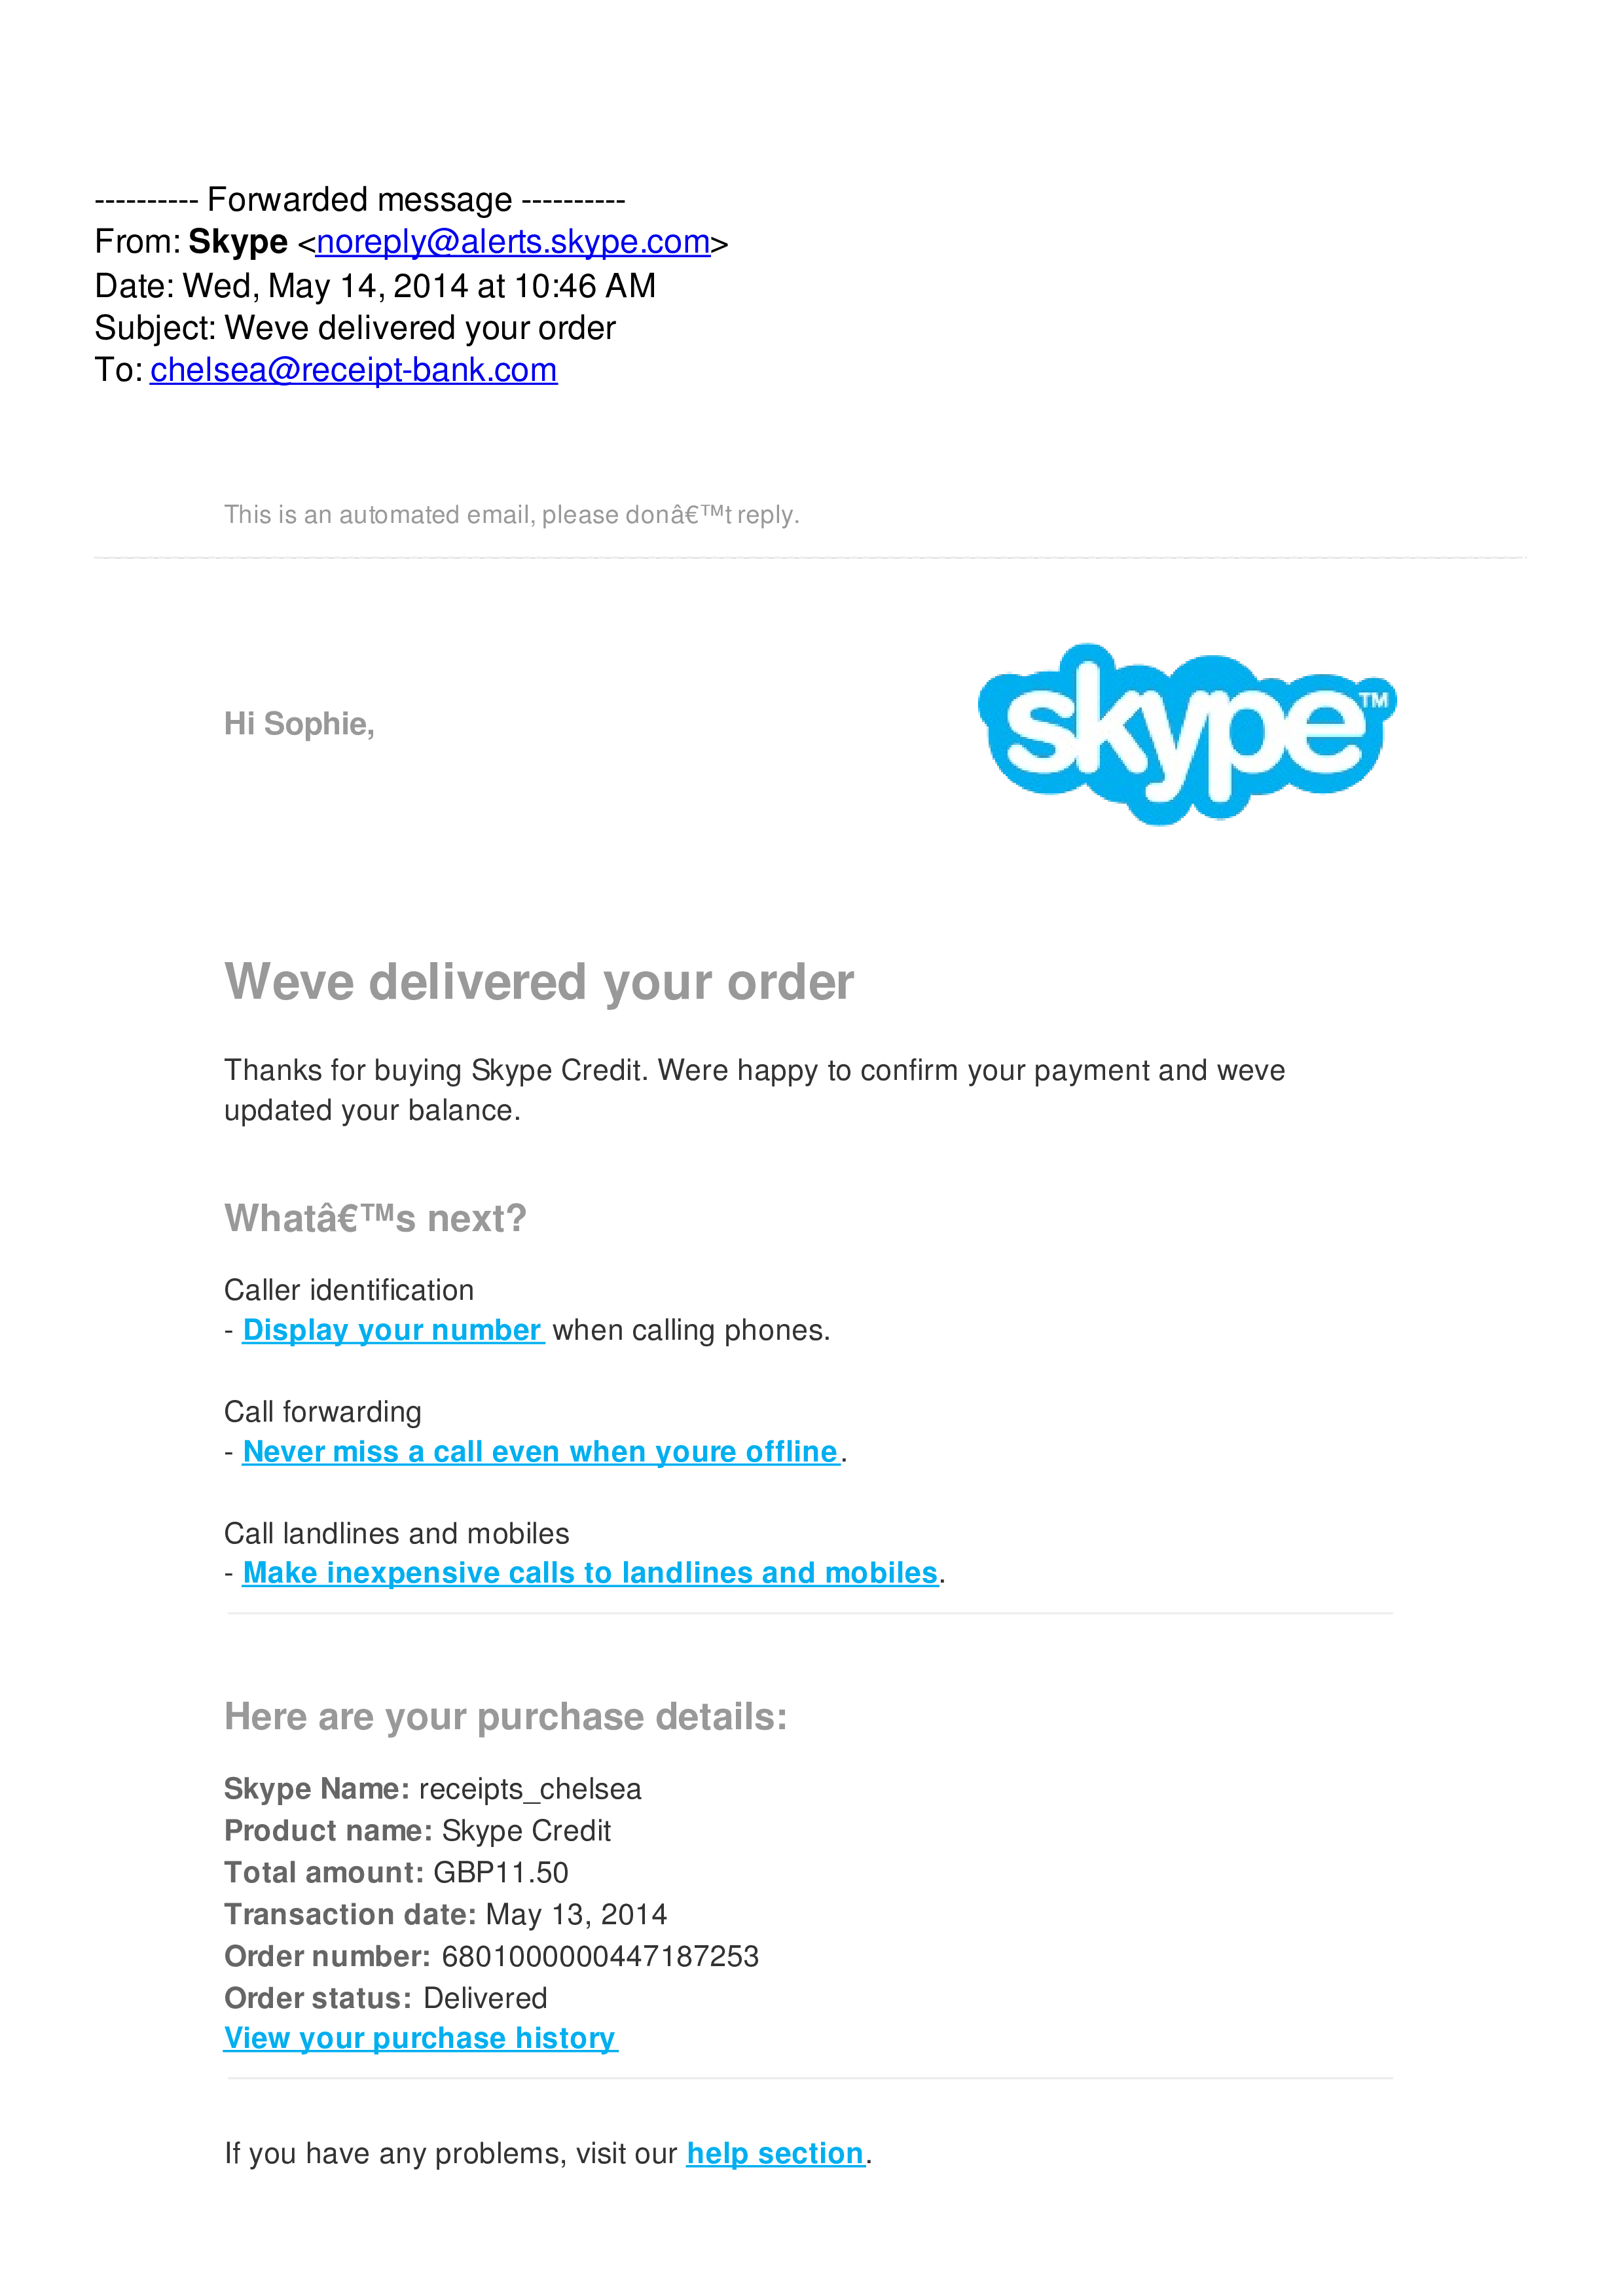 ---------- Forwarded message ----------
From: Skype <noreply@alerts.skype.com>
Date: Wed, May 14, 2014 at 10:46 AM
Subject: Weve delivered your order
To: chelsea@receipt-bank.com
This is an automated email, please donâ€™t reply.
Hi Sophie,
skype™
Weve delivered your order
Thanks for buying Skype Credit. Were happy to confirm your payment and weve
updated your balance.
Whatâ€™s next?
Caller identification
- Display your number when calling phones.
Call forwarding
- Never miss a call even when youre offline.
Call landlines and mobiles
- Make inexpensive calls to landlines and mobiles.
Here are your purchase details:
Skype Name: receipts_chelsea
Product name: Skype Credit
Total amount: GBP11.50
Transaction date: May 13, 2014
Order number: 6801000000447187253
Order status: Delivered
View your purchase history
If you have any problems, visit our help section.